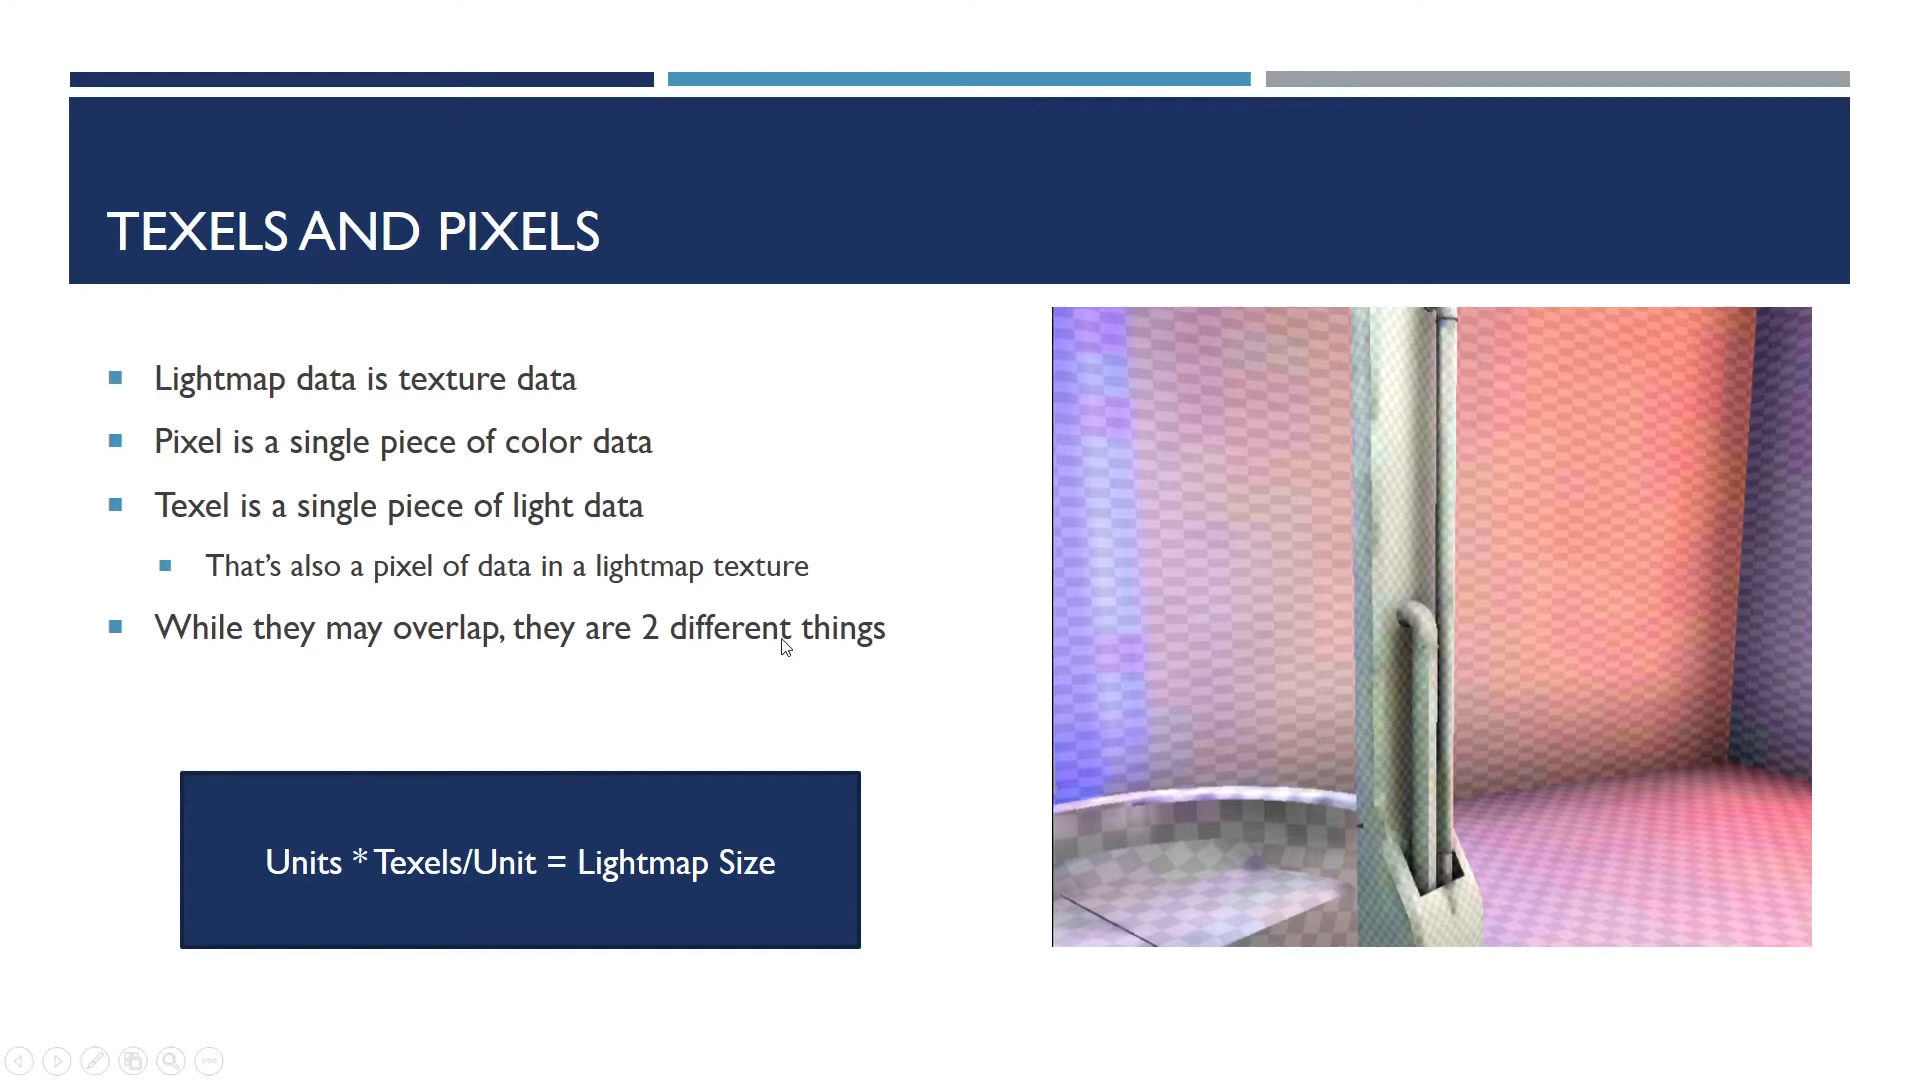 TEXELS AND PIXELS
Lightmap data is texture data
Pixel is a single piece of color data
Texel is a single piece of light data
That’s also a pixel of data in a lightmap texture
While they may overlap, they are 2 different things
Units * Texels/Unit = Lightmap Size